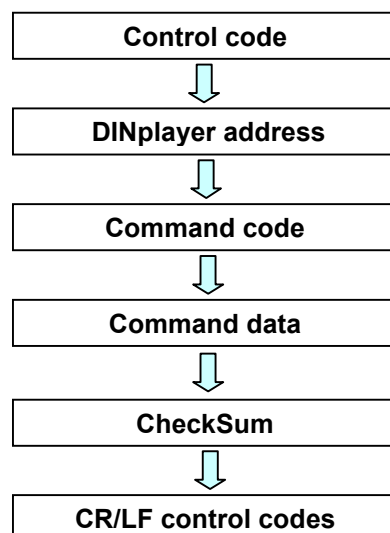 Control code
DINplayer address
Command code
Command data
CheckSum
CR/LF control codes